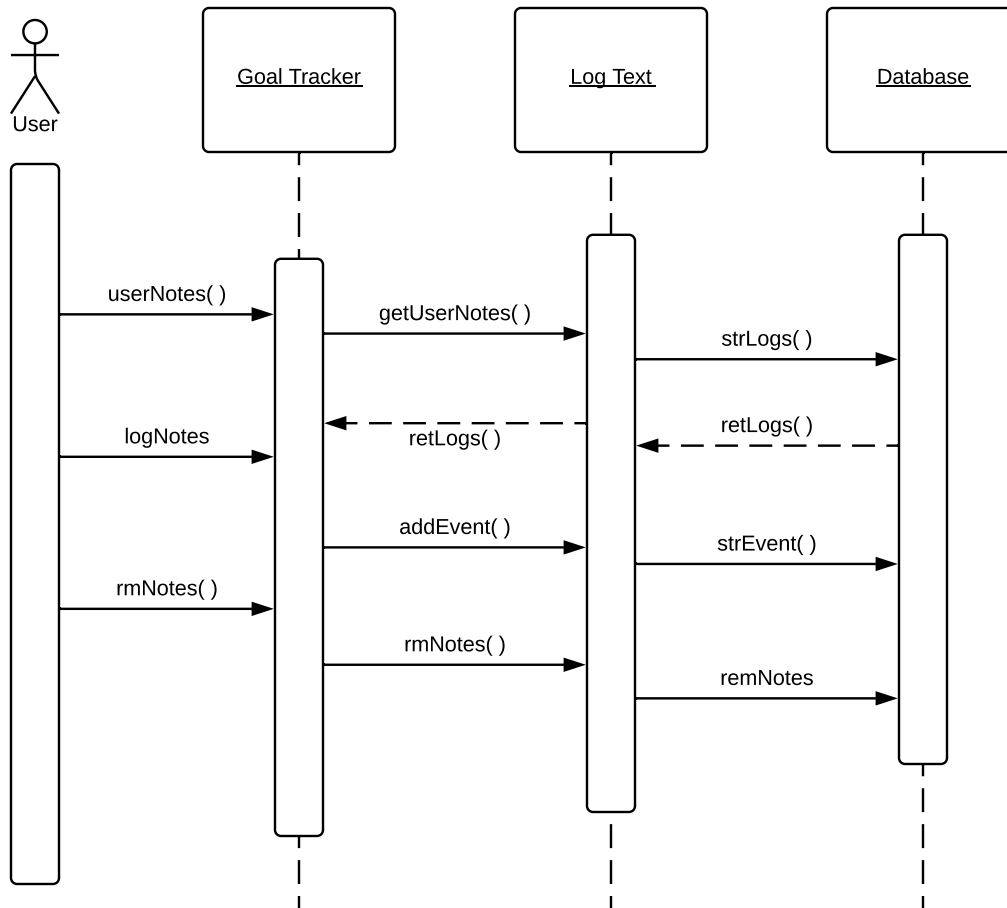 Goal Tracker
Log Text
Database
User
userNotes( )
getUserNotes( )
strLogs( )
retLogs( )
logNotes
retLogs( )
addEvent( )
strEvent( )
rmNotes( )
rmNotes( )
remNotes